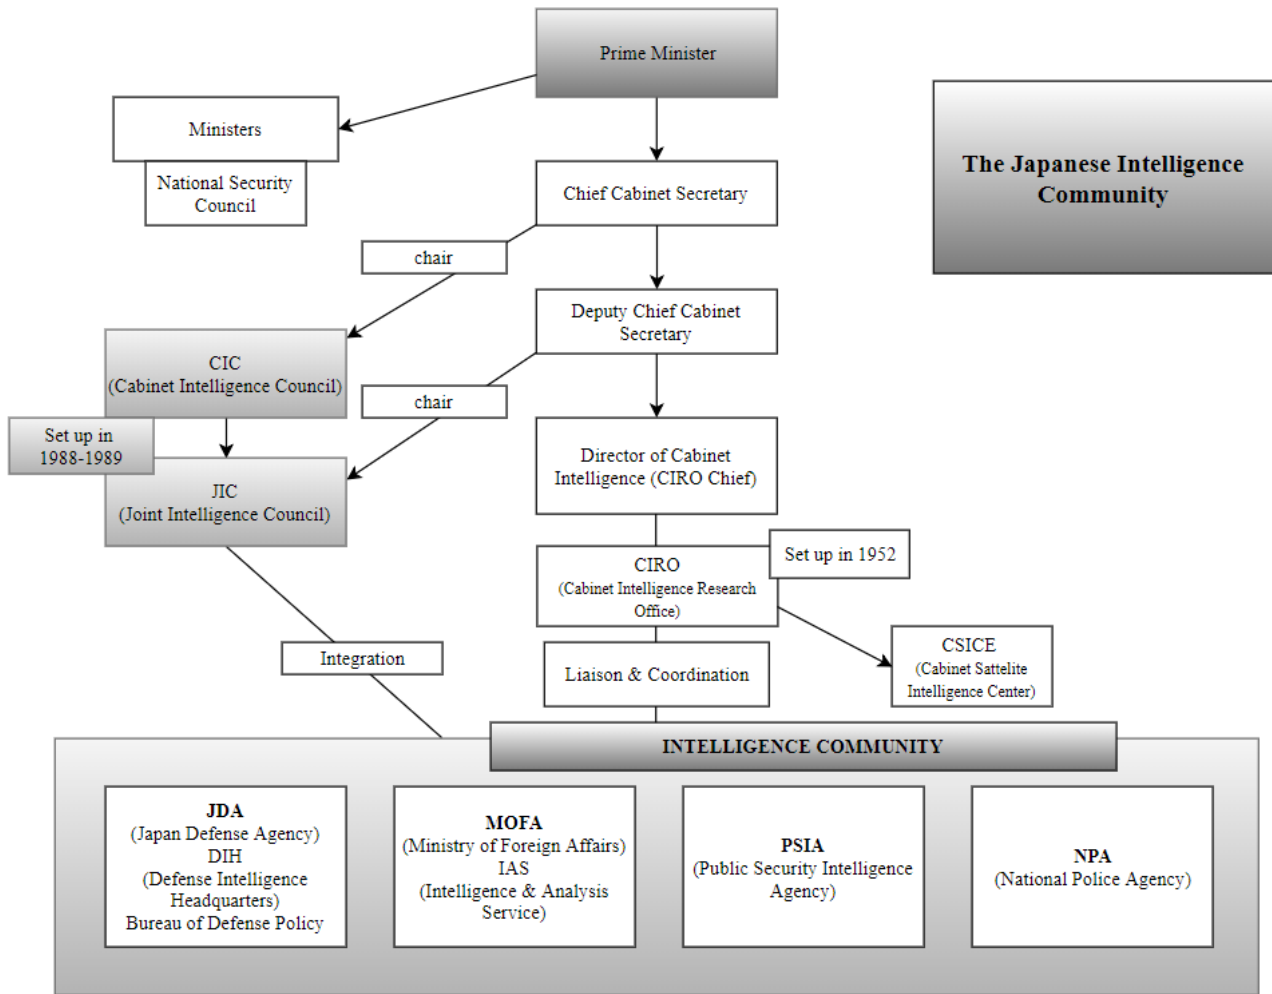 Prime Minister
Ministers
National Security
Council
The Japanese Intelligence
Community
Chief Cabinet Secretary
chair
Deputy Chief Cabinet
Secretary
CIC
(Cabinet Intelligence Council)
chair
Set up in
1988-1989
Director of Cabinet
Intelligence (CIRO Chief)
JIC
(Joint Intelligence Council)
Set up in 1952
CIRO
(Cabinet Intelligence Research
Office)
Integration
Liaison & Coordination
CSICE
(Cabinet Sattelite
Intelligence Center)
INTELLIGENCE COMMUNITY
JDA
(Japan Defense Agency)
DIH
(Defense Intelligence
Headquarters)
Bureau of Defense Policy
MOFA
(Ministry of Foreign Affairs)
IAS
(Intelligence & Analysis
Service)
PSIA
(Public Security Intelligence
Agency)
NPA
(National Police Agency)